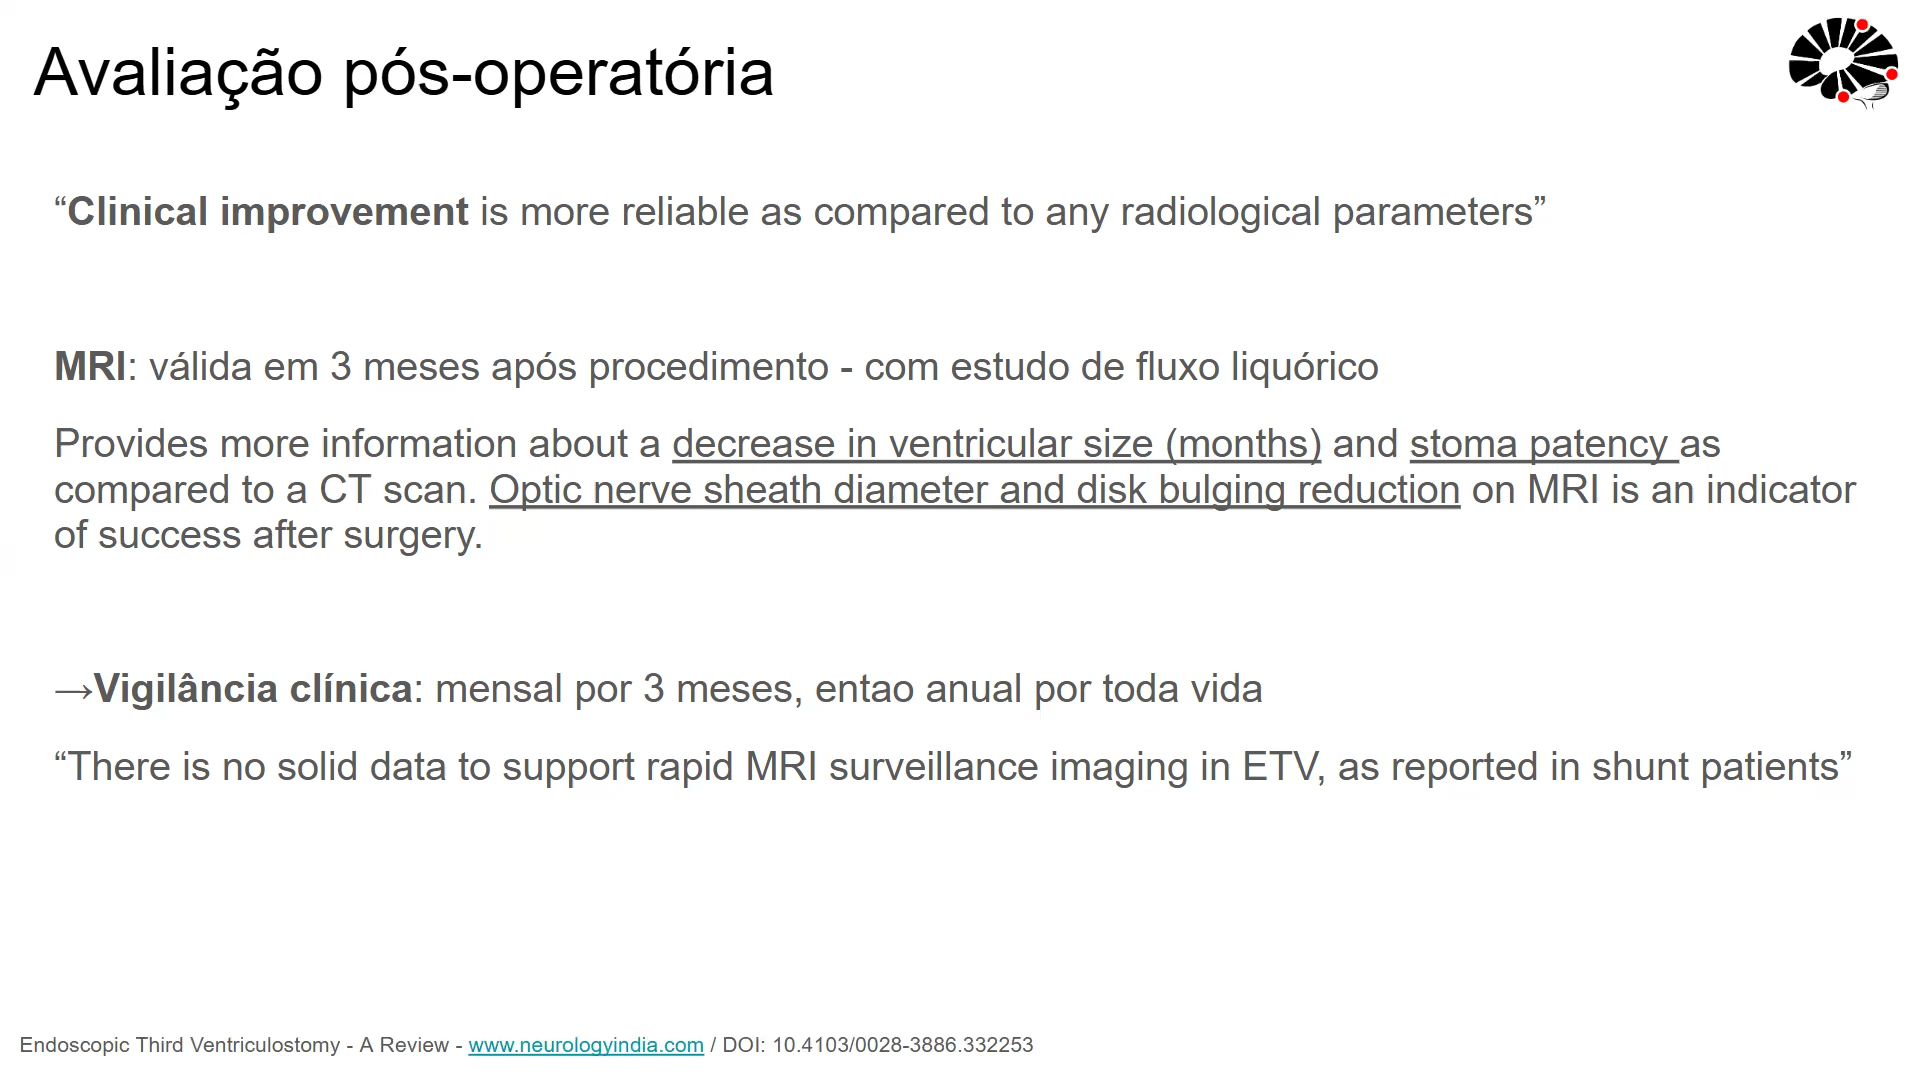 Avaliação pós-operatória
“Clinical improvement is more reliable as compared to any radiological parameters”
MRI: válida em 3 meses após procedimento - com estudo de fluxo liquórico
Provides more information about a decrease in ventricular size (months) and stoma patency as
compared to a CT scan. Optic nerve sheath diameter and disk bulging reduction on MRI is an indicator
of success after surgery.
→Vigilância clínica: mensal por 3 meses, entao anual por toda vida
“There is no solid data to support rapid MRI surveillance imaging in ETV, as reported in shunt patients”
Endoscopic Third Ventriculostomy - A Review - www.neurologyindia.com / DOI: 10.4103/0028-3886.332253